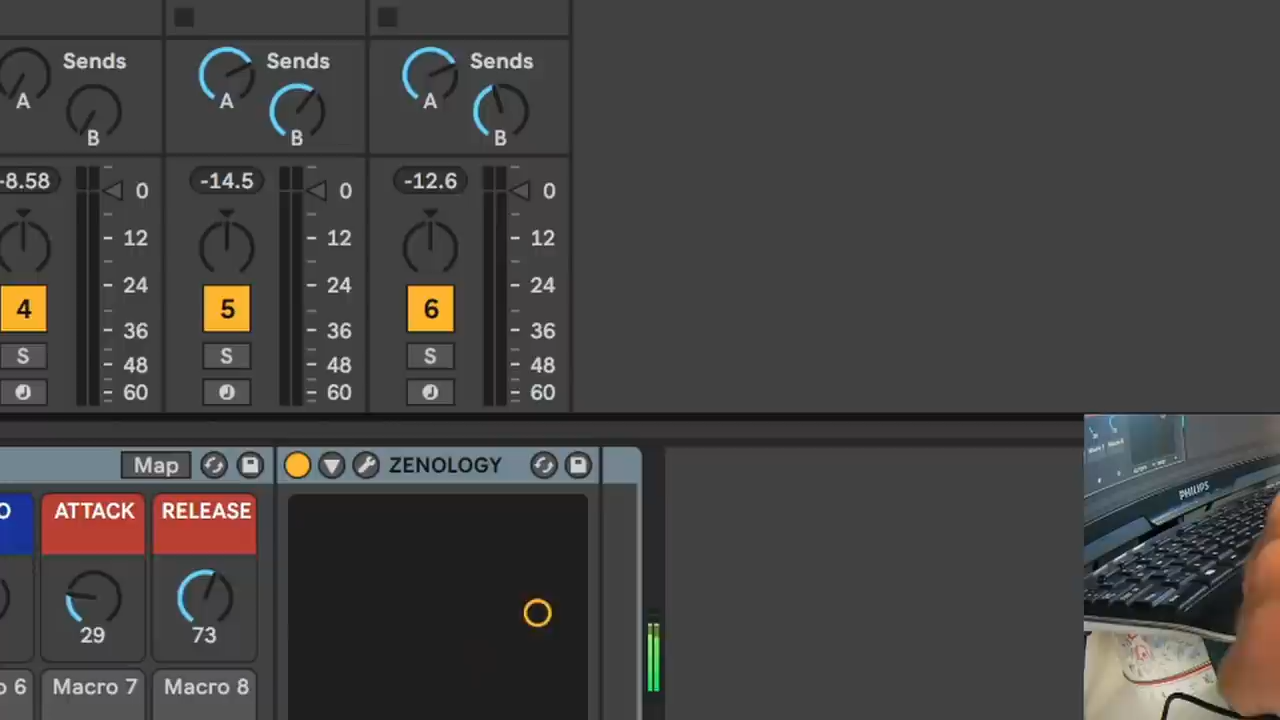 Sends Sends Sends
A A A
B B B
-8.58 0 -14.5 0 -12.6 0
12 12 12
24 24 24
4 5 6
36 36 36
S S S
48 48 48
60 60 60
Map ZENOLOGY
O ATTACK RELEASE
29 73
o 6 Macro 7 Macro 8
PHILIPS